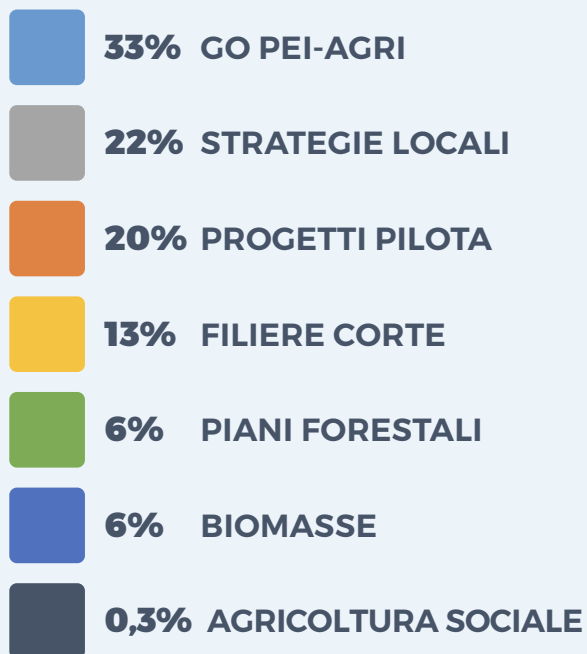 33% GO PEI-AGRI
22% STRATEGIE LOCALI
20% PROGETTI PILOTA
13% FILIERE CORTE
6% PIANI FORESTALI
6% BIOMASSE
0,3% AGRICOLTURA SOCIALE